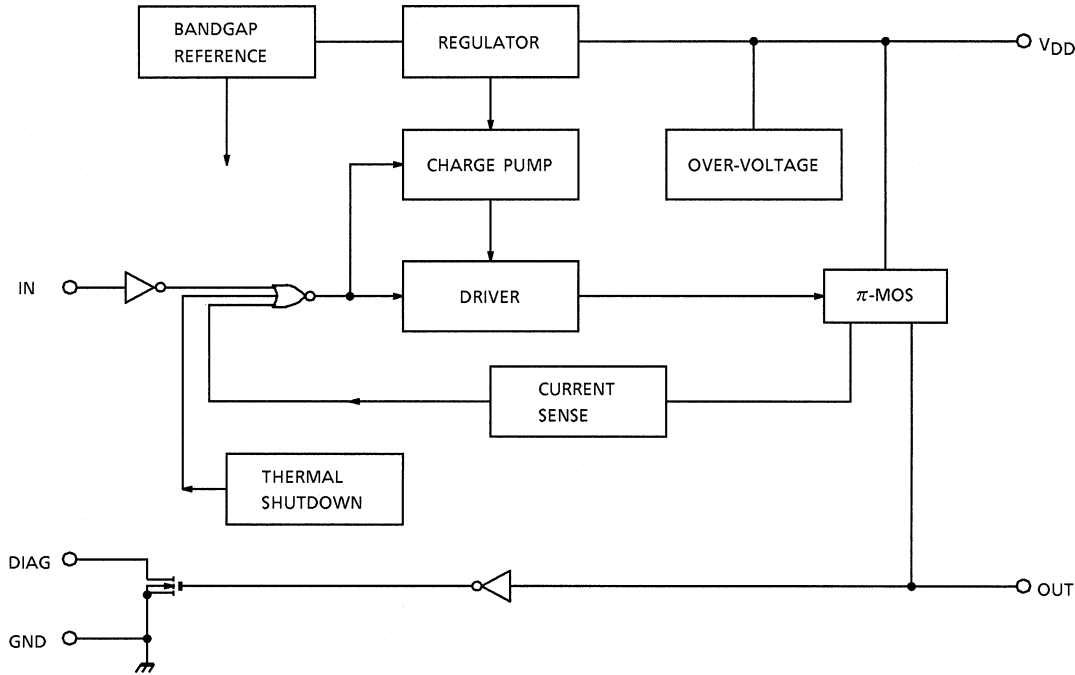 BANDGAP
REFERENCE
REGULATOR
VDD
CHARGE PUMP
OVER-VOLTAGE
IN
DRIVER
π-MOS
CURRENT
SENSE
THERMAL
SHUTDOWN
DIAG
OUT
GND